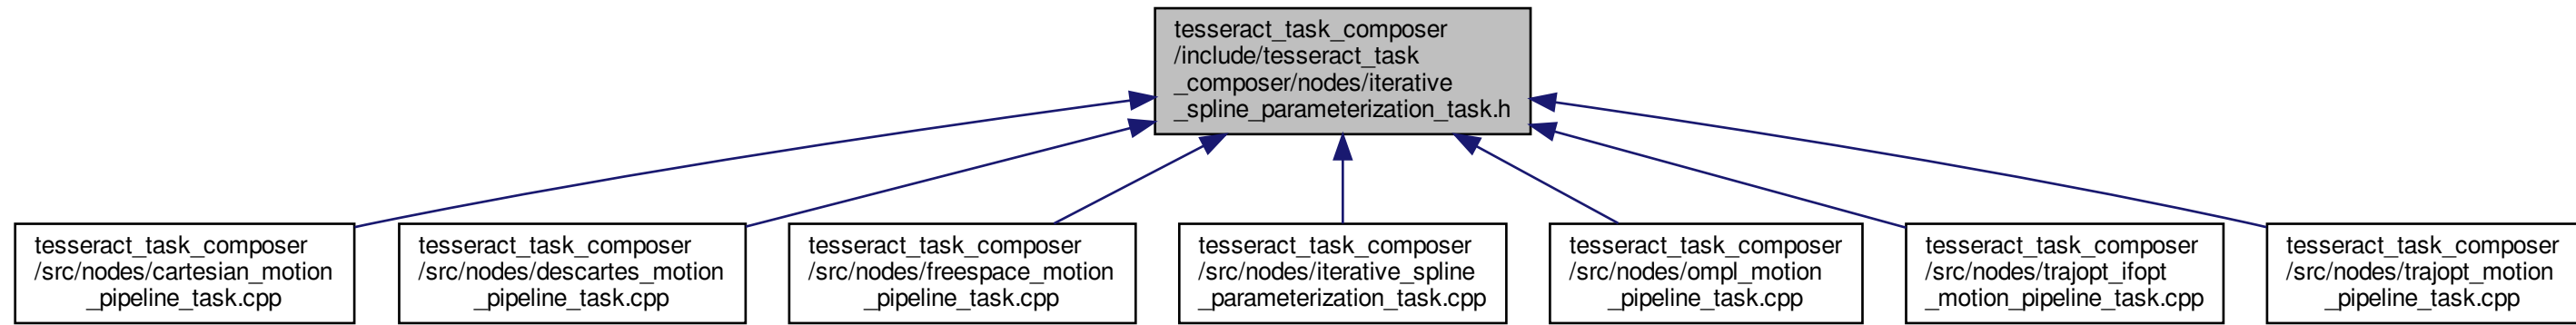 tesseract_task_composer
/include/tesseract_task
_composer/nodes/iterative
_spline_parameterization_task.h
tesseract_task_composer
/src/nodes/cartesian_motion
_pipeline_task.cpp
tesseract_task_composer
/src/nodes/descartes_motion
_pipeline_task.cpp
tesseract_task_composer
/src/nodes/freespace_motion
_pipeline_task.cpp
tesseract_task_composer
/src/nodes/iterative_spline
_parameterization_task.cpp
tesseract_task_composer
/src/nodes/ompl_motion
_pipeline_task.cpp
tesseract_task_composer
/src/nodes/trajopt_ifopt
_motion_pipeline_task.cpp
tesseract_task_composer
/src/nodes/trajopt_motion
_pipeline_task.cpp